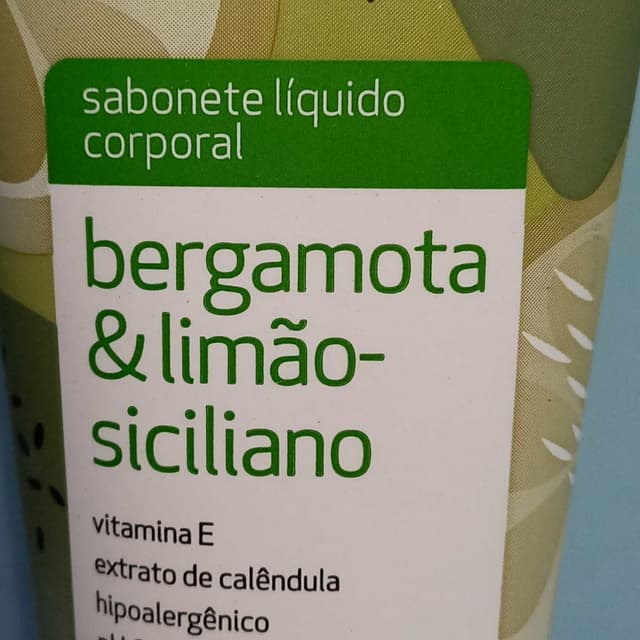 sabonete líquido
corporal
bergamota
& limão-
siciliano
vitamina E
extrato de calêndula
hipoalergênico